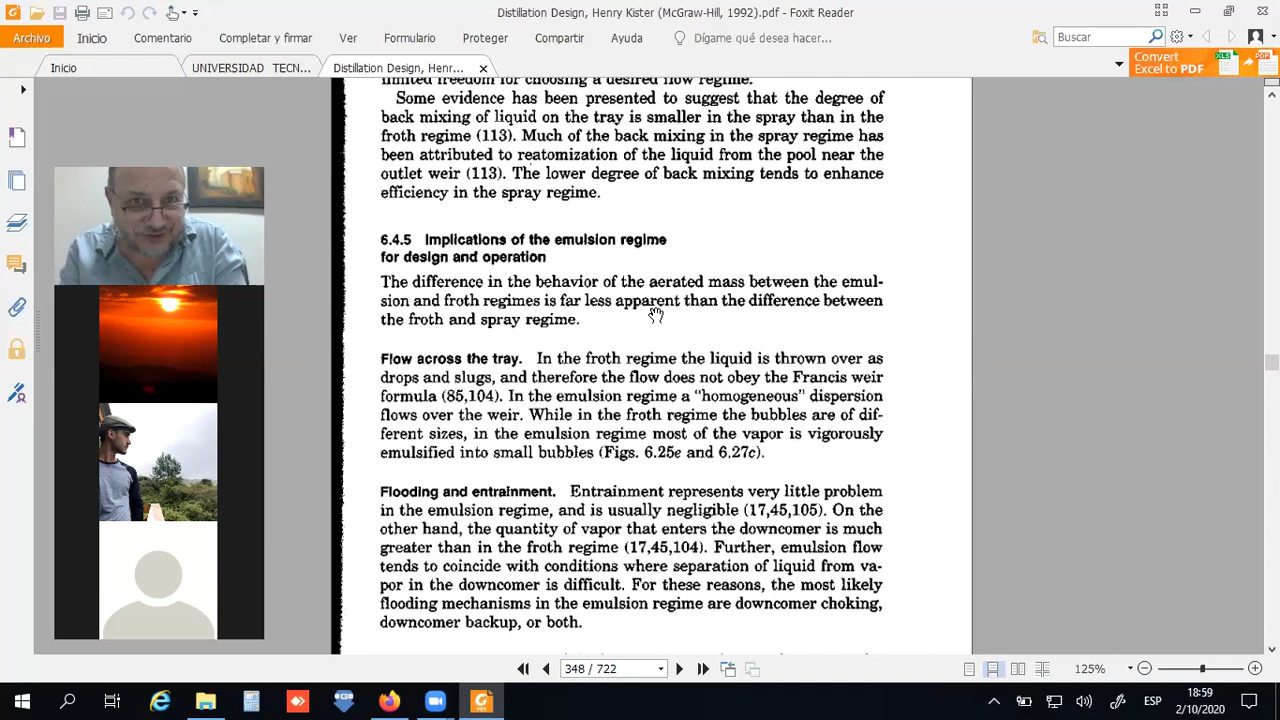 Distillation Design, Henry Kister (McGraw-Hill, 1992).pdf - Foxit Reader
Archivo Inicio Comentario Completar y firmar Ver Formulario Proteger Compartir Ayuda Dígame qué desea hacer... Buscar
Inicio UNIVERSIDAD TECN... Distillation Design, Henr...
Convert
Excel to PDF
limited freedom for choosing a desired flow regime.
Some evidence has been presented to suggest that the degree of
back mixing of liquid on the tray is smaller in the spray than in the
froth regime (113). Much of the back mixing in the spray regime has
been attributed to reatomization of the liquid from the pool near the
outlet weir (113). The lower degree of back mixing tends to enhance
efficiency in the spray regime.
6.4.5 Implications of the emulsion regime
for design and operation
The difference in the behavior of the aerated mass between the emul-
sion and froth regimes is far less apparent than the difference between
the froth and spray regime.
Flow across the tray. In the froth regime the liquid is thrown over as
drops and slugs, and therefore the flow does not obey the Francis weir
formula (85,104). In the emulsion regime a "homogeneous" dispersion
flows over the weir. While in the froth regime the bubbles are of dif-
ferent sizes, in the emulsion regime most of the vapor is vigorously
emulsified into small bubbles (Figs. 6.25e and 6.27c).
Flooding and entrainment. Entrainment represents very little problem
in the emulsion regime, and is usually negligible (17,45,105). On the
other hand, the quantity of vapor that enters the downcomer is much
greater than in the froth regime (17,45,104). Further, emulsion flow
tends to coincide with conditions where separation of liquid from va-
por in the downcomer is difficult. For these reasons, the most likely
flooding mechanisms in the emulsion regime are downcomer choking,
downcomer backup, or both.
348 / 722
125%
ESP
18:59
2/10/2020